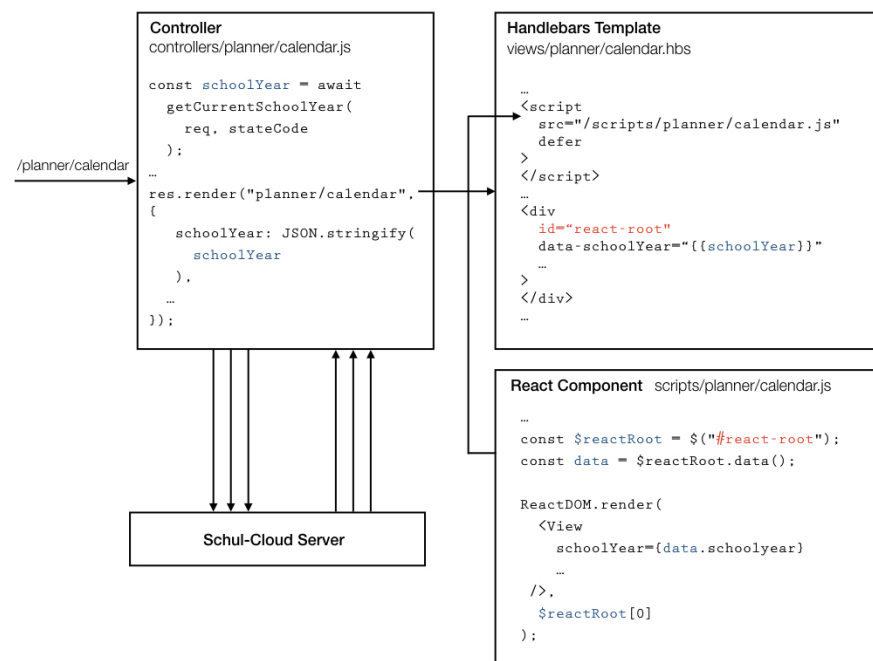 /planner/calendar
Controller
controllers/planner/calendar.js
const schoolYear = await
getCurrentSchoolYear(
req, stateCode
);
…
res.render("planner/calendar",
{
schoolYear: JSON.stringify(
schoolYear
),
…
});
Handlebars Template
views/planner/calendar.hbs
…
<script
src="/scripts/planner/calendar.js"
defer
>
</script>
…
<div
id=“react-root"
data-schoolYear=“{{schoolYear}}"
…
>
</div>
…
Schul-Cloud Server
React Component scripts/planner/calendar.js
…
const $reactRoot = $("#react-root");
const data = $reactRoot.data();
ReactDOM.render(
<View
schoolYear={data.schoolyear}
…
/>,
$reactRoot[0]
);